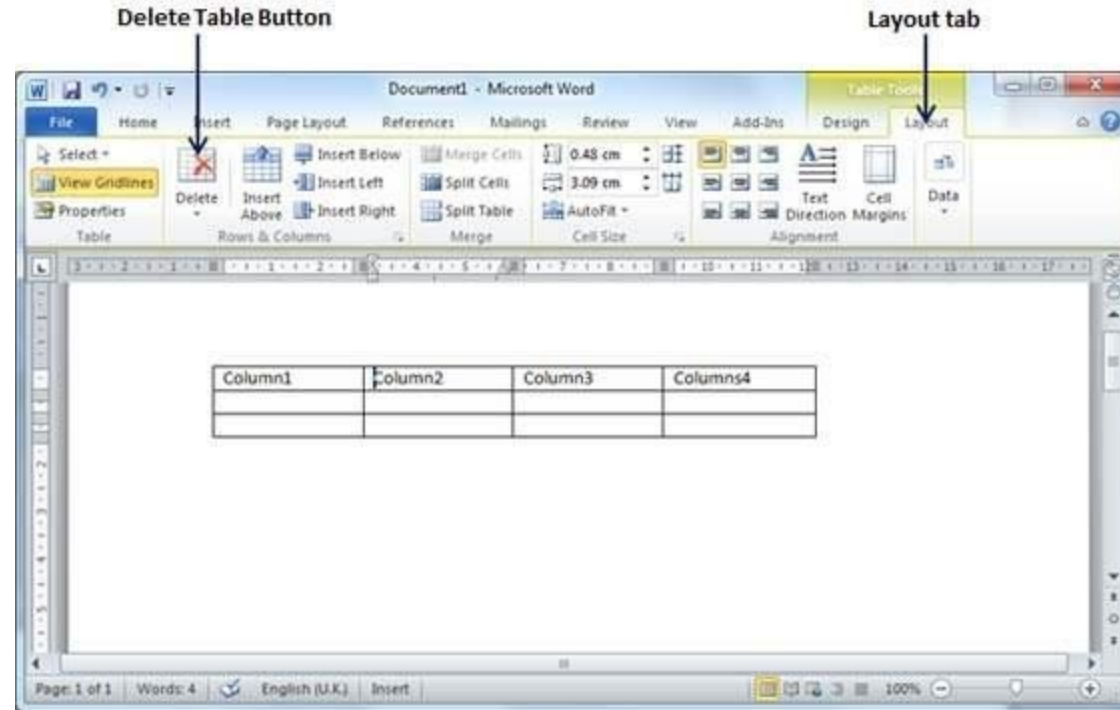 Delete Table Button Layout tab
W Document1 - Microsoft Word Table Tools
File Home Insert Page Layout References Mailings Review View Add-Ins Design Layout
Select Insert Below Merge Cells 0.48 cm
View Gridlines Delete Insert Above Insert Left Split Cells 3.09 cm Text Direction Cell Margins Data
Properties Insert Right Split Table AutoFit
Table Rows & Columns Merge Cell Size Alignment
Column1 Column2 Column3 Columns4
Page: 1 of 1 Words: 4 English (U.K.) Insert 100%